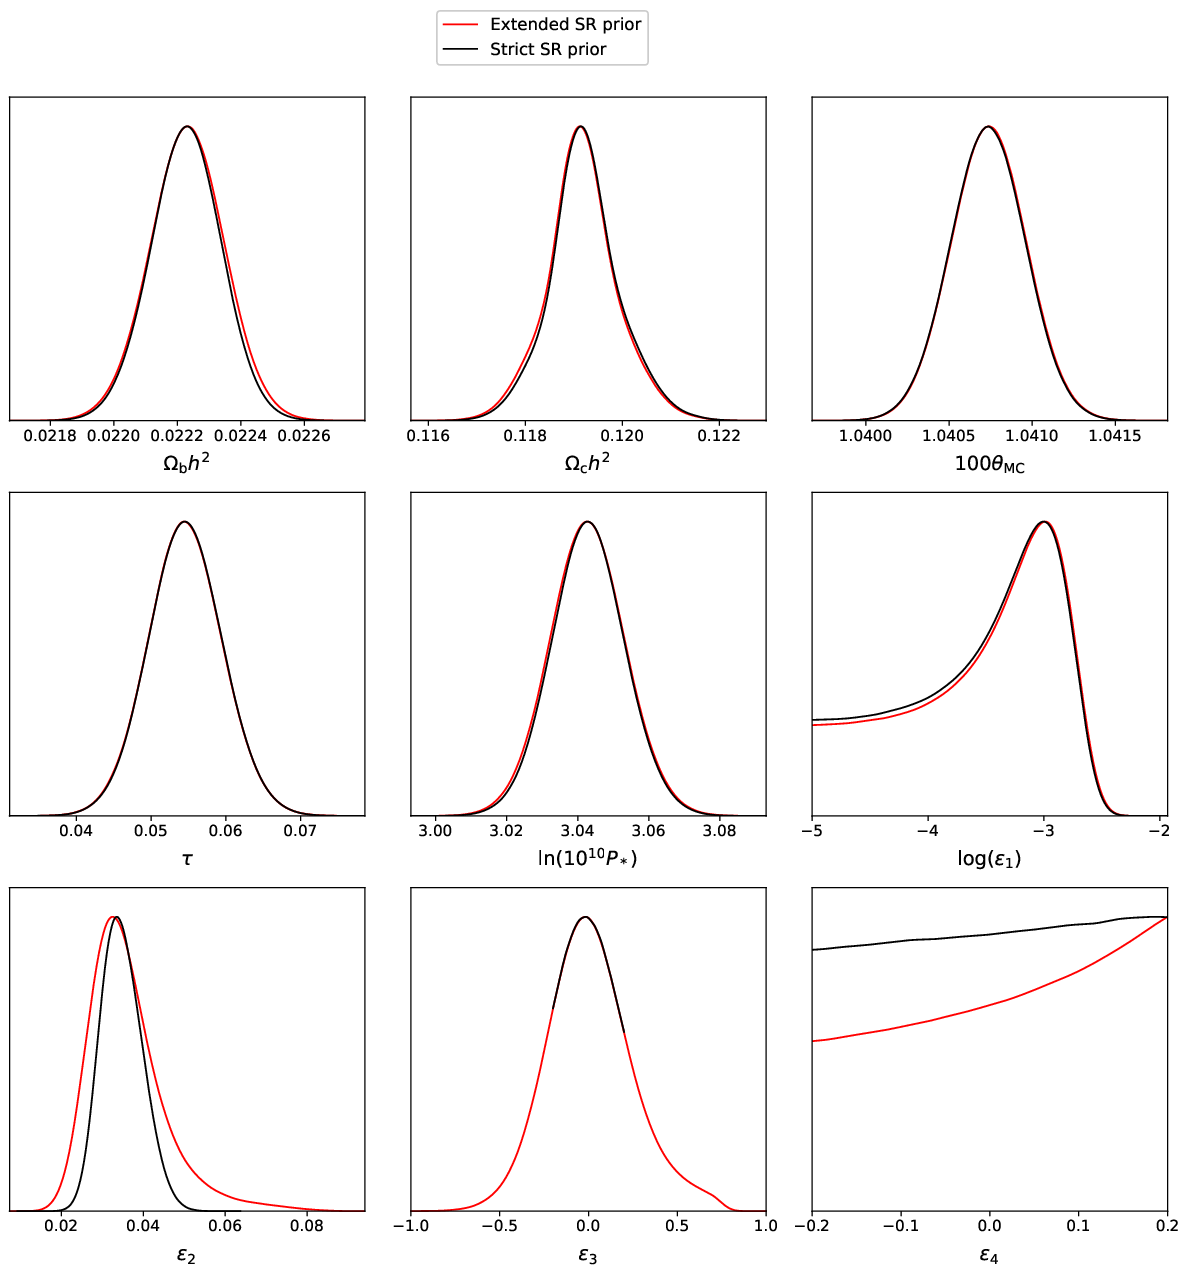 Extended SR prior
Strict SR prior
0.0218 0.0220 0.0222 0.0224 0.0226
Ω_b h²
0.116 0.118 0.120 0.122
Ω_c h²
1.0400 1.0405 1.0410 1.0415
100θ_MC
0.04 0.05 0.06 0.07
τ
3.00 3.02 3.04 3.06 3.08
ln(10¹⁰P_*)
−5 −4 −3 −2
log(ε₁)
0.02 0.04 0.06 0.08
ε₂
−1.0 −0.5 0.0 0.5 1.0
ε₃
−0.2 −0.1 0.0 0.1 0.2
ε₄